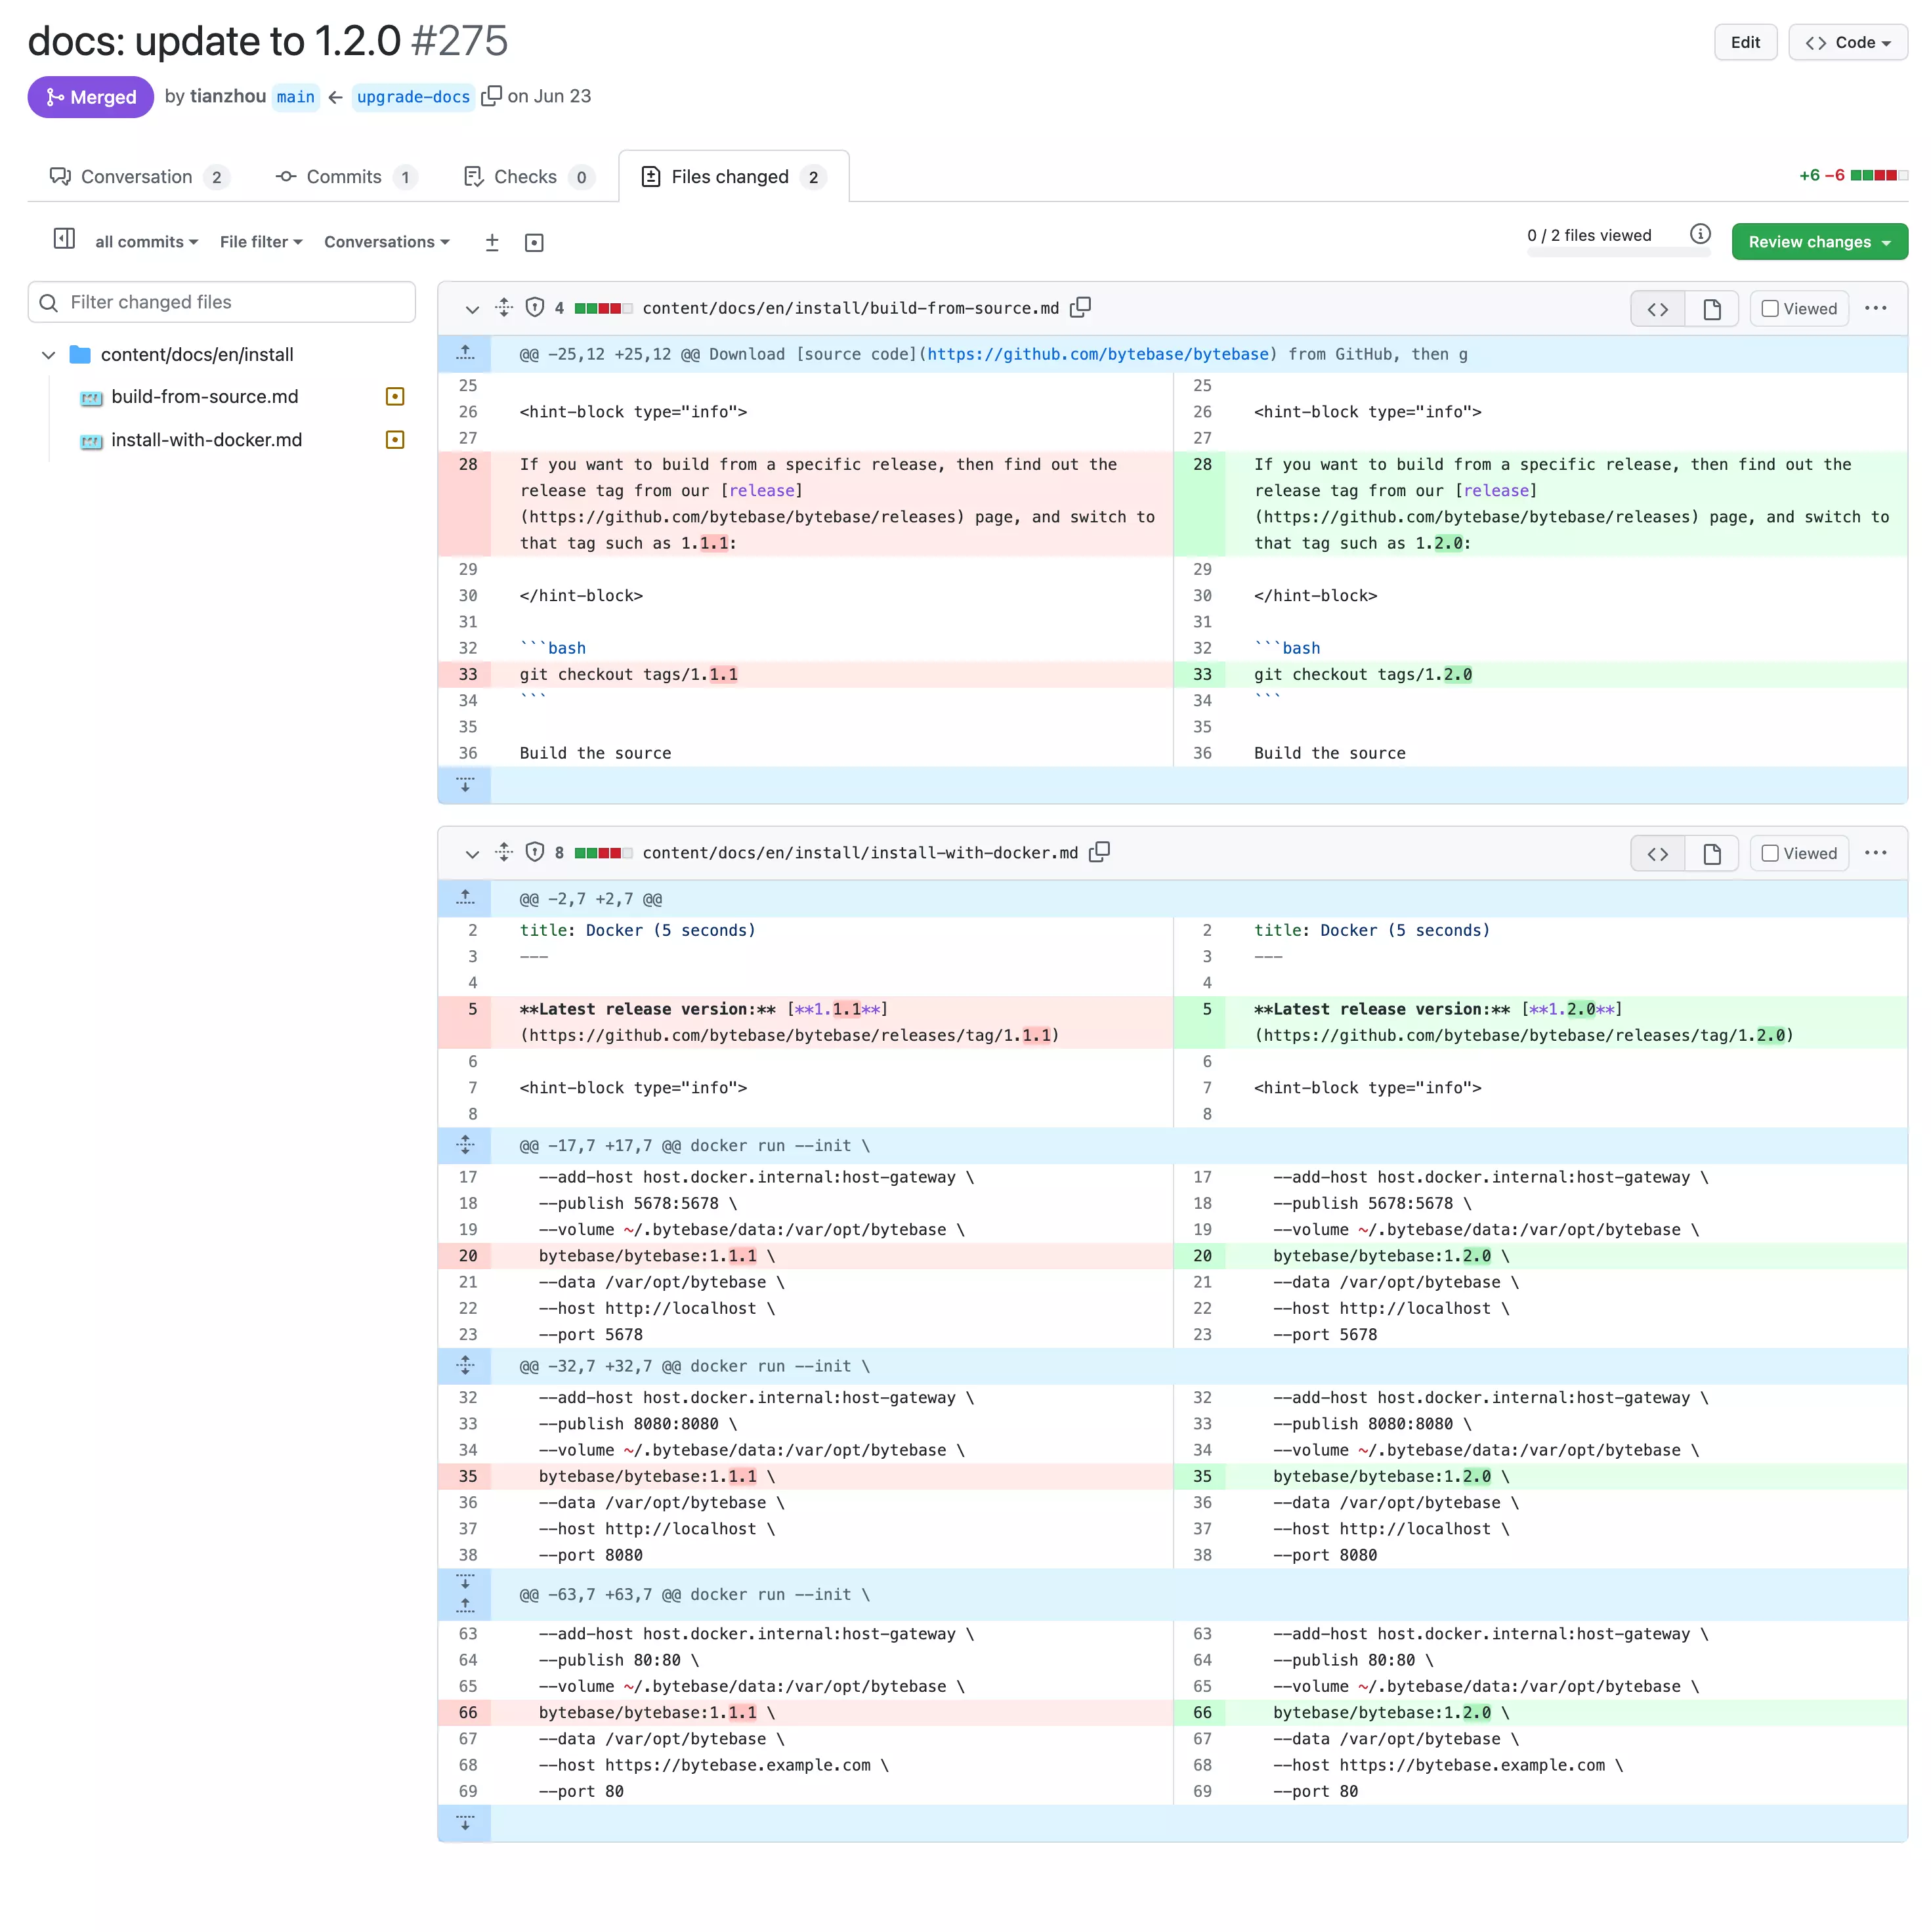 docs: update to 1.2.0 #275
Edit
<> Code
Merged by tianzhou main ← upgrade-docs on Jun 23
Conversation 2
Commits 1
Checks 0
Files changed 2
+6 −6
all commits
File filter
Conversations
0 / 2 files viewed
Review changes
Filter changed files
content/docs/en/install
build-from-source.md
install-with-docker.md
4 content/docs/en/install/build-from-source.md
Viewed
@@ -25,12 +25,12 @@ Download [source code](https://github.com/bytebase/bytebase) from GitHub, then g
25 25
26 <hint-block type="info"> 26 <hint-block type="info">
27 27
28 If you want to build from a specific release, then find out the
release tag from our [release]
(https://github.com/bytebase/bytebase/releases) page, and switch to
that tag such as 1.1.1:
28 If you want to build from a specific release, then find out the
release tag from our [release]
(https://github.com/bytebase/bytebase/releases) page, and switch to
that tag such as 1.2.0:
29 29
30 </hint-block> 30 </hint-block>
31 31
32 ```bash 32 ```bash
33 git checkout tags/1.1.1 33 git checkout tags/1.2.0
34 ``` 34 ```
35 35
36 Build the source 36 Build the source
8 content/docs/en/install/install-with-docker.md
Viewed
@@ -2,7 +2,7 @@
2 title: Docker (5 seconds) 2 title: Docker (5 seconds)
3 --- 3 ---
4 4
5 **Latest release version:** [**1.1.1**]
(https://github.com/bytebase/bytebase/releases/tag/1.1.1)
5 **Latest release version:** [**1.2.0**]
(https://github.com/bytebase/bytebase/releases/tag/1.2.0)
6 6
7 <hint-block type="info"> 7 <hint-block type="info">
8 8
@@ -17,7 +17,7 @@ docker run --init \
17 --add-host host.docker.internal:host-gateway \ 17 --add-host host.docker.internal:host-gateway \
18 --publish 5678:5678 \ 18 --publish 5678:5678 \
19 --volume ~/.bytebase/data:/var/opt/bytebase \ 19 --volume ~/.bytebase/data:/var/opt/bytebase \
20 bytebase/bytebase:1.1.1 \ 20 bytebase/bytebase:1.2.0 \
21 --data /var/opt/bytebase \ 21 --data /var/opt/bytebase \
22 --host http://localhost \ 22 --host http://localhost \
23 --port 5678 23 --port 5678
@@ -32,7 +32,7 @@ docker run --init \
32 --add-host host.docker.internal:host-gateway \ 32 --add-host host.docker.internal:host-gateway \
33 --publish 8080:8080 \ 33 --publish 8080:8080 \
34 --volume ~/.bytebase/data:/var/opt/bytebase \ 34 --volume ~/.bytebase/data:/var/opt/bytebase \
35 bytebase/bytebase:1.1.1 \ 35 bytebase/bytebase:1.2.0 \
36 --data /var/opt/bytebase \ 36 --data /var/opt/bytebase \
37 --host http://localhost \ 37 --host http://localhost \
38 --port 8080 38 --port 8080
@@ -63,7 +63,7 @@ docker run --init \
63 --add-host host.docker.internal:host-gateway \ 63 --add-host host.docker.internal:host-gateway \
64 --publish 80:80 \ 64 --publish 80:80 \
65 --volume ~/.bytebase/data:/var/opt/bytebase \ 65 --volume ~/.bytebase/data:/var/opt/bytebase \
66 bytebase/bytebase:1.1.1 \ 66 bytebase/bytebase:1.2.0 \
67 --data /var/opt/bytebase \ 67 --data /var/opt/bytebase \
68 --host https://bytebase.example.com \ 68 --host https://bytebase.example.com \
69 --port 80 69 --port 80